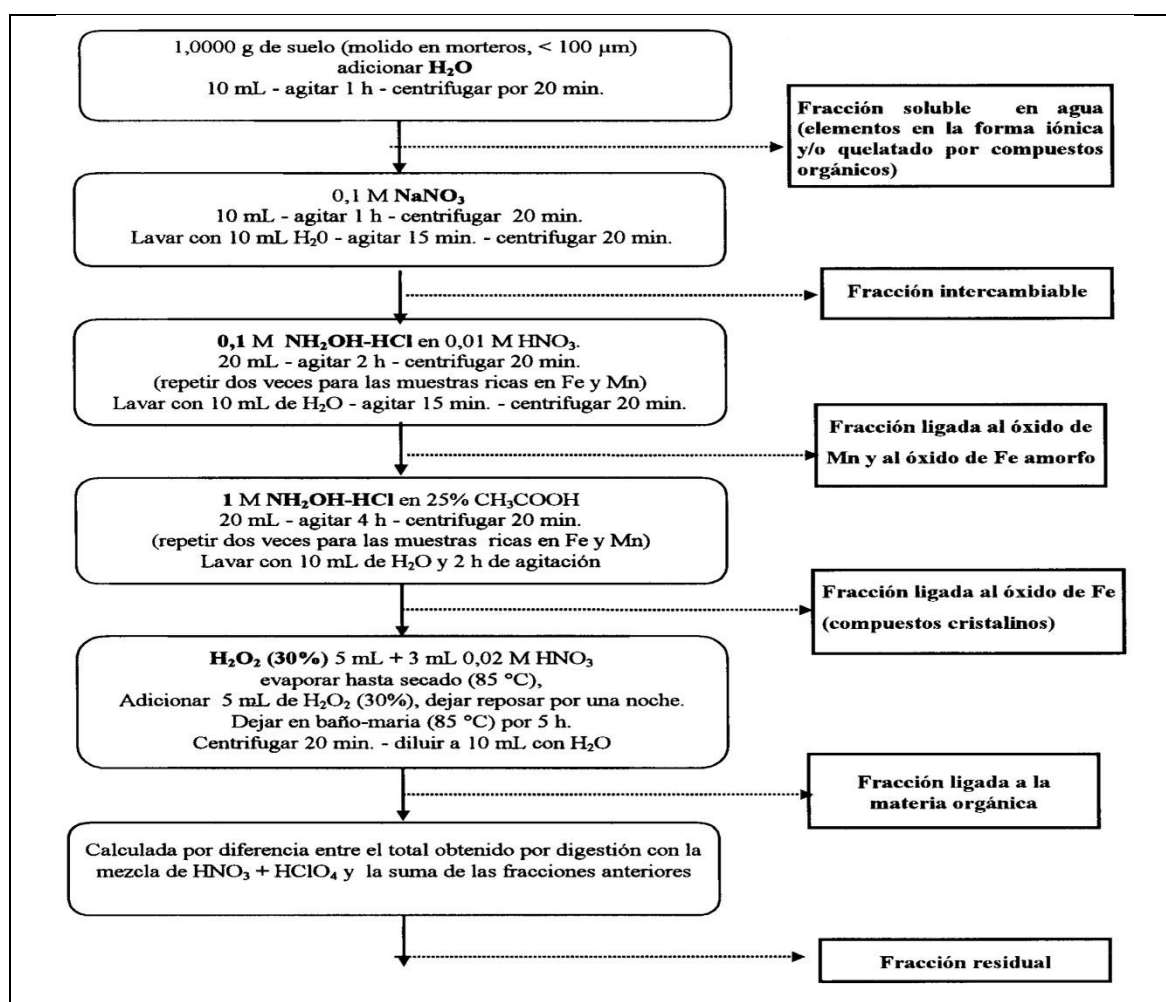 1,0000 g de suelo (molido en morteros, < 100 µm)
adicionar H₂O
10 mL - agitar 1 h - centrifugar por 20 min.
Fracción soluble en agua
(elementos en la forma iónica
y/o quelatado por compuestos
orgánicos)
0,1 M NaNO₃
10 mL - agitar 1 h - centrifugar 20 min.
Lavar con 10 mL H₂0 - agitar 15 min. - centrifugar 20 min.
Fracción intercambiable
0,1 M NH₂OH-HCl en 0,01 M HNO₃.
20 mL - agitar 2 h - centrifugar 20 min.
(repetir dos veces para las muestras ricas en Fe y Mn)
Lavar con 10 mL de H₂O - agitar 15 min. - centrifugar 20 min.
Fracción ligada al óxido de
Mn y al óxido de Fe amorfo
1 M NH₂OH-HCl en 25% CH₃COOH
20 mL - agitar 4 h - centrifugar 20 min.
(repetir dos veces para las muestras ricas en Fe y Mn)
Lavar con 10 mL de H₂O y 2 h de agitación
Fracción ligada al óxido de Fe
(compuestos cristalinos)
H₂O₂ (30%) 5 mL + 3 mL 0,02 M HNO₃
evaporar hasta secado (85 °C),
Adicionar 5 mL de H₂O₂ (30%), dejar reposar por una noche.
Dejar en baño-maria (85 °C) por 5 h.
Centrifugar 20 min. - diluir a 10 mL con H₂O
Fracción ligada a la
materia orgánica
Calculada por diferencia entre el total obtenido por digestión con la
mezcla de HNO₃ + HClO₄ y la suma de las fracciones anteriores
Fracción residual